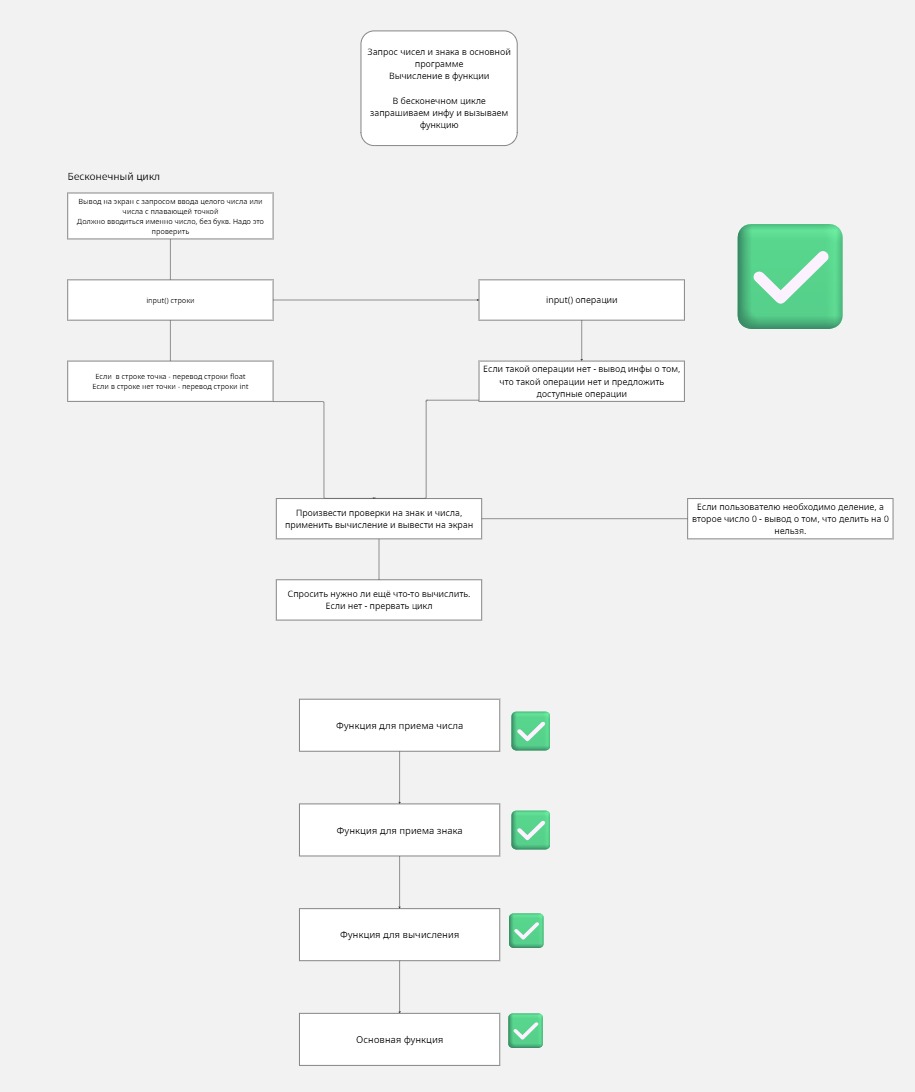 Запрос чисел и знака в основной
программе
Вычисление в функции
В бесконечном цикле
запрашиваем инфу и вызываем
функцию
Бесконечный цикл
Вывод на экран с запросом ввода целого числа или
числа с плавающей точкой
Должно вводиться именно число, без букв. Надо это
проверить
input() строки
input() операции
Если в строке точка - перевод строки float
Если в строке нет точки - перевод строки int
Если такой операции нет - вывод инфы о том,
что такой операции нет и предложить
доступные операции
Произвести проверки на знак и числа,
применить вычисление и вывести на экран
Если пользователю необходимо деление, а
второе число 0 - вывод о том, что делить на 0
нельзя.
Спросить нужно ли ещё что-то вычислить.
Если нет - прервать цикл
Функция для приема числа
Функция для приема знака
Функция для вычисления
Основная функция